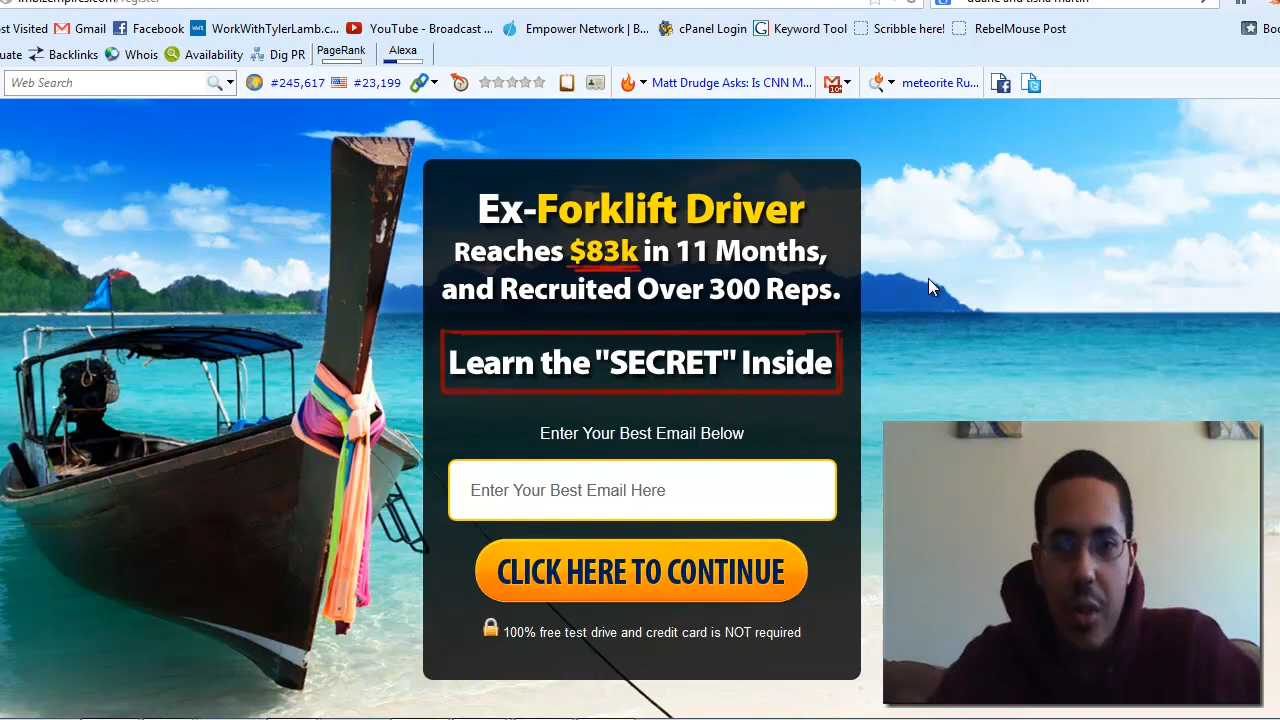 Most Visited Gmail Facebook WorkWithTylerLamb.c... YouTube - Broadcast ... Empower Network | B... cPanel Login Keyword Tool Scribble here! RebelMouse Post
Backlinks Whois Availability Dig PR PageRank Alexa
Web Search #245,617 #23,199 Matt Drudge Asks: Is CNN M... 10+ meteorite Ru...
Ex-Forklift Driver
Reaches $83k in 11 Months,
and Recruited Over 300 Reps.
Learn the "SECRET" Inside
Enter Your Best Email Below
Enter Your Best Email Here
CLICK HERE TO CONTINUE
100% free test drive and credit card is NOT required